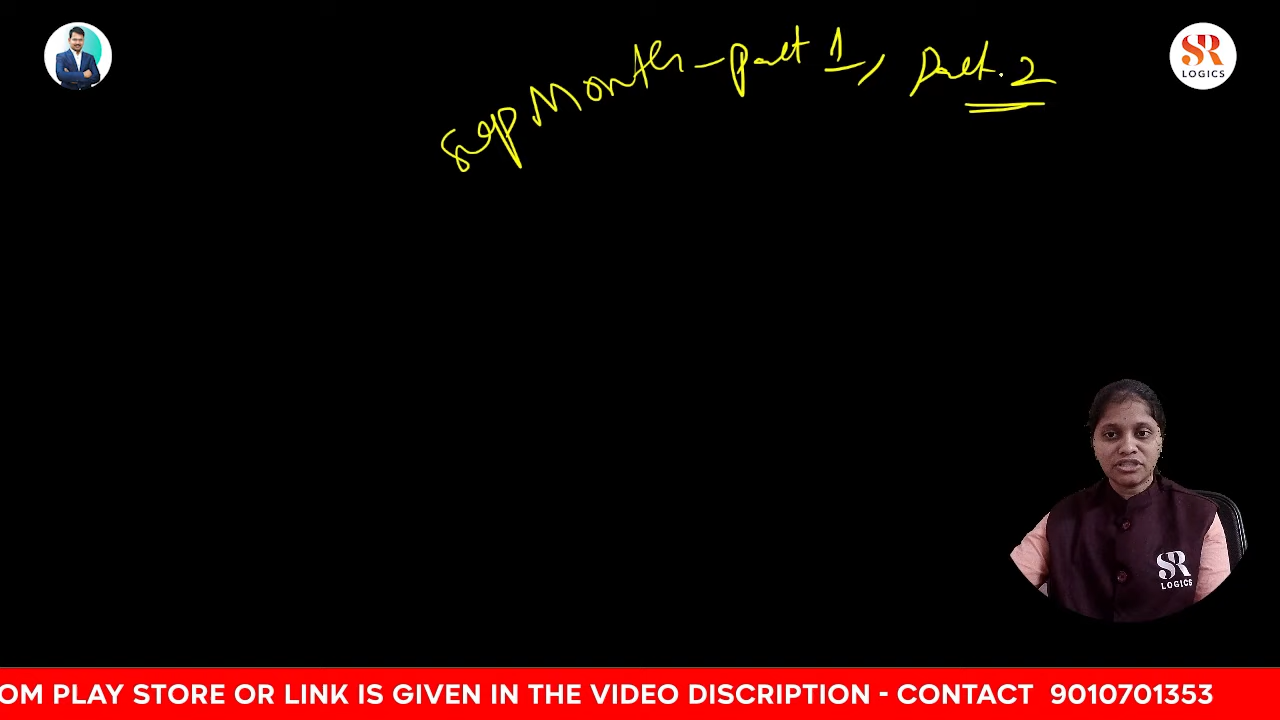 Sep Month - Part 1, Part. 2
SR
LOGICS
SR
LOGICS
OM PLAY STORE OR LINK IS GIVEN IN THE VIDEO DISCRIPTION - CONTACT 9010701353